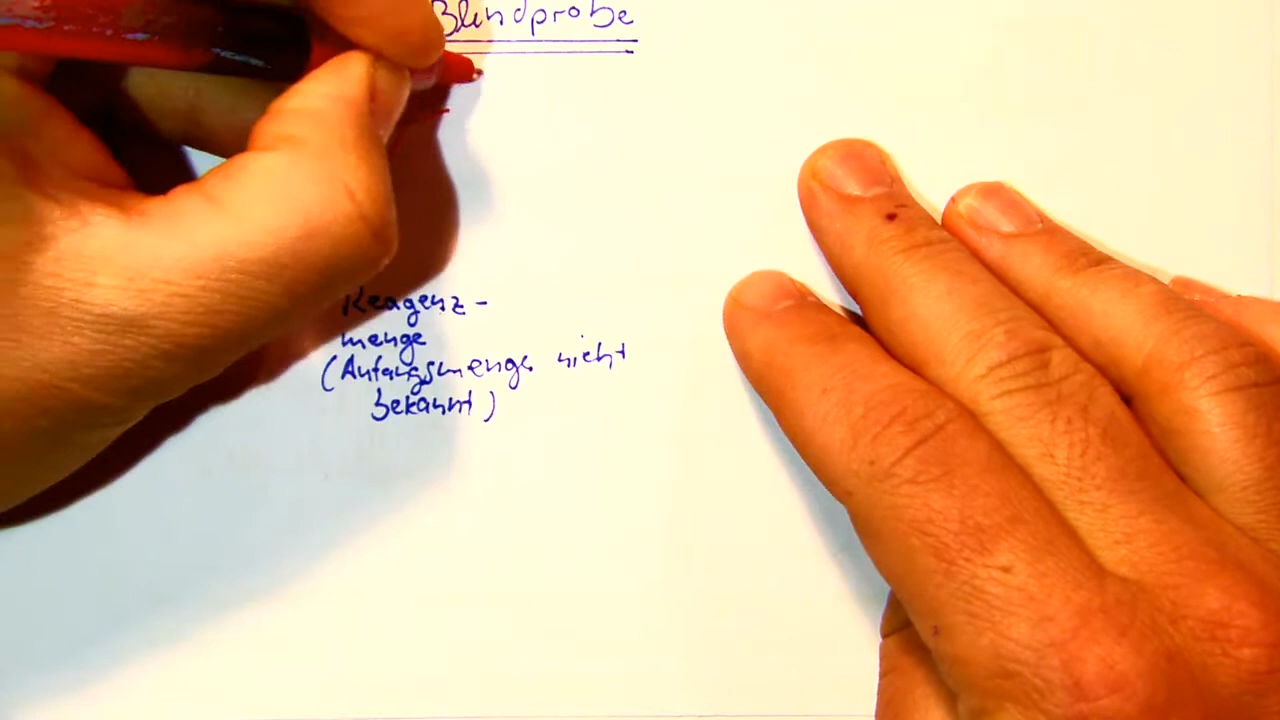 Blindprobe
Reagenz-
menge
(Anfangsmenge nicht
bekannt)